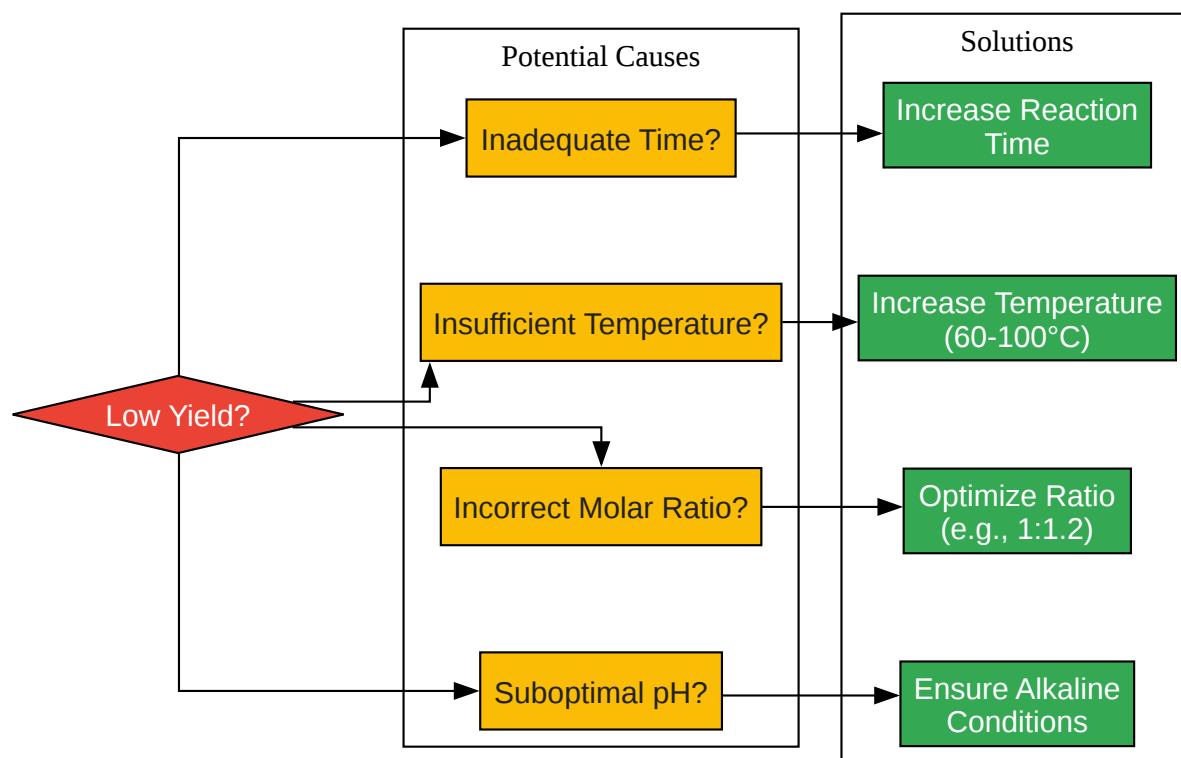 Potential Causes
Solutions
Inadequate Time?
Increase Reaction
Time
Insufficient Temperature?
Increase Temperature
(60-100°C)
Low Yield?
Incorrect Molar Ratio?
Optimize Ratio
(e.g., 1:1.2)
Suboptimal pH?
Ensure Alkaline
Conditions